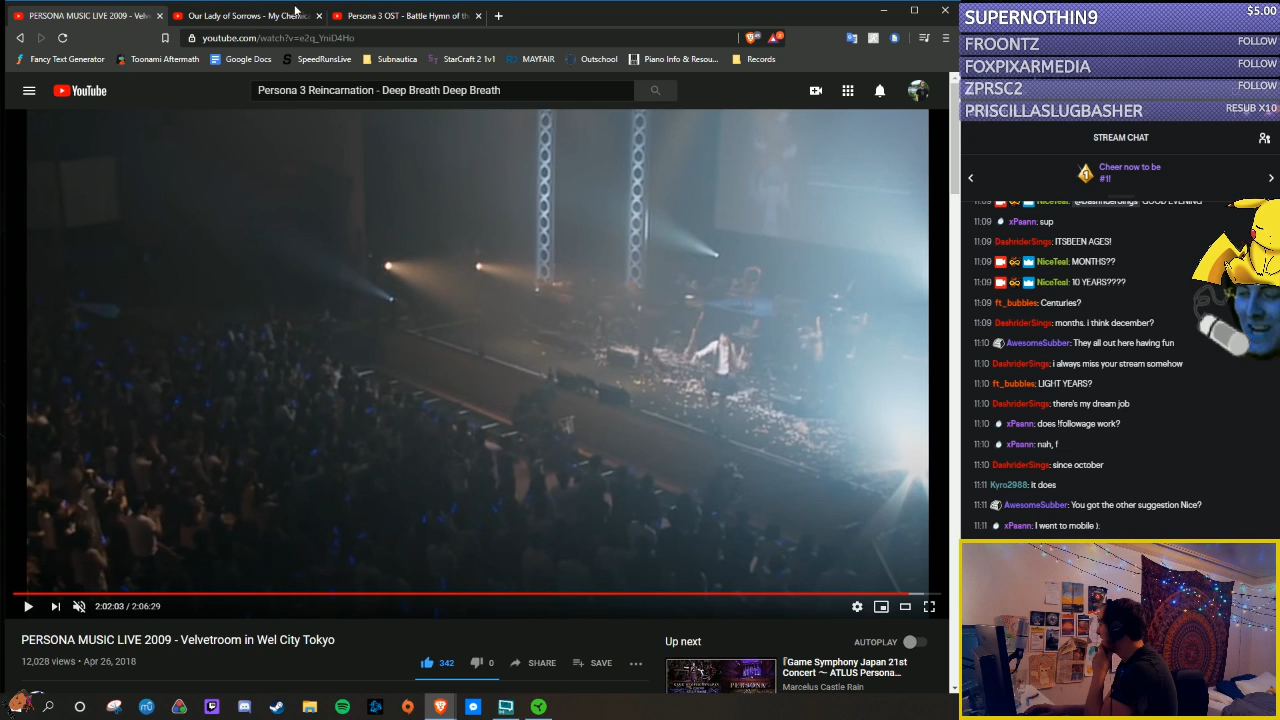 PERSONA MUSIC LIVE 2009 - Velv
Our Lady of Sorrows - My Chemic
Persona 3 OST - Battle Hymn of the
youtube.com/watch?v=e2q_YniD4Ho
Fancy Text Generator
Toonami Aftermath
Google Docs
SpeedRunsLive
Subnautica
StarCraft 2 1v1
MAYFAIR
Outschool
Piano Info & Resou...
Records
YouTube
Persona 3 Reincarnation - Deep Breath Deep Breath
2:02:03 / 2:06:29
PERSONA MUSIC LIVE 2009 - Velvetroom in Wel City Tokyo
12,028 views • Apr 26, 2018
342
0
SHARE
SAVE
Up next
AUTOPLAY
『Game Symphony Japan 21st
Concert 〜 ATLUS Persona...
Marcelus Castle Rain
SUPERNOTHIN9 $5.00
FROONTZ FOLLOW
FOXPIXARMEDIA FOLLOW
ZPRSC2 FOLLOW
PRISCILLASLUGBASHER RESUB X10
STREAM CHAT
Cheer now to be
#1!
11:09 NiceTeal: @DashriderSings GOOD EVENING
11:09 xPaann: sup
11:09 DashriderSings: ITSBEEN AGES!
11:09 NiceTeal: MONTHS??
11:09 NiceTeal: 10 YEARS????
11:09 ft_bubbles: Centuries?
11:09 DashriderSings: months. i think december?
11:10 AwesomeSubber: They all out here having fun
11:10 DashriderSings: i always miss your stream somehow
11:10 ft_bubbles: LIGHT YEARS?
11:10 DashriderSings: there's my dream job
11:10 xPaann: does !followage work?
11:10 xPaann: nah, f
11:10 DashriderSings: since october
11:11 Kyro2988: it does
11:11 AwesomeSubber: You got the other suggestion Nice?
11:11 xPaann: I went to mobile ):